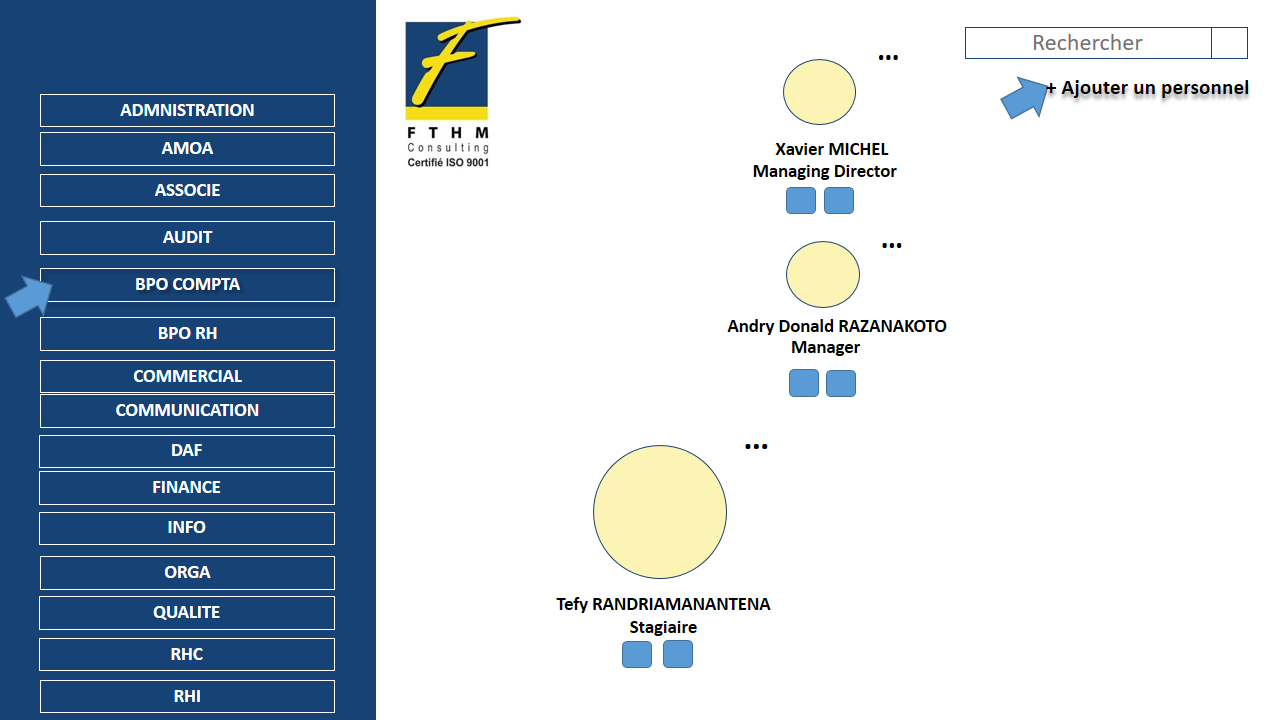 ADMNISTRATION
AMOA
ASSOCIE
AUDIT
BPO COMPTA
BPO RH
COMMERCIAL
COMMUNICATION
DAF
FINANCE
INFO
ORGA
QUALITE
RHC
RHI
F T H M
Consulting
Certifié ISO 9001
Rechercher
+ Ajouter un personnel
...
Xavier MICHEL
Managing Director
...
Andry Donald RAZANAKOTO
Manager
...
Tefy RANDRIAMANANTENA
Stagiaire